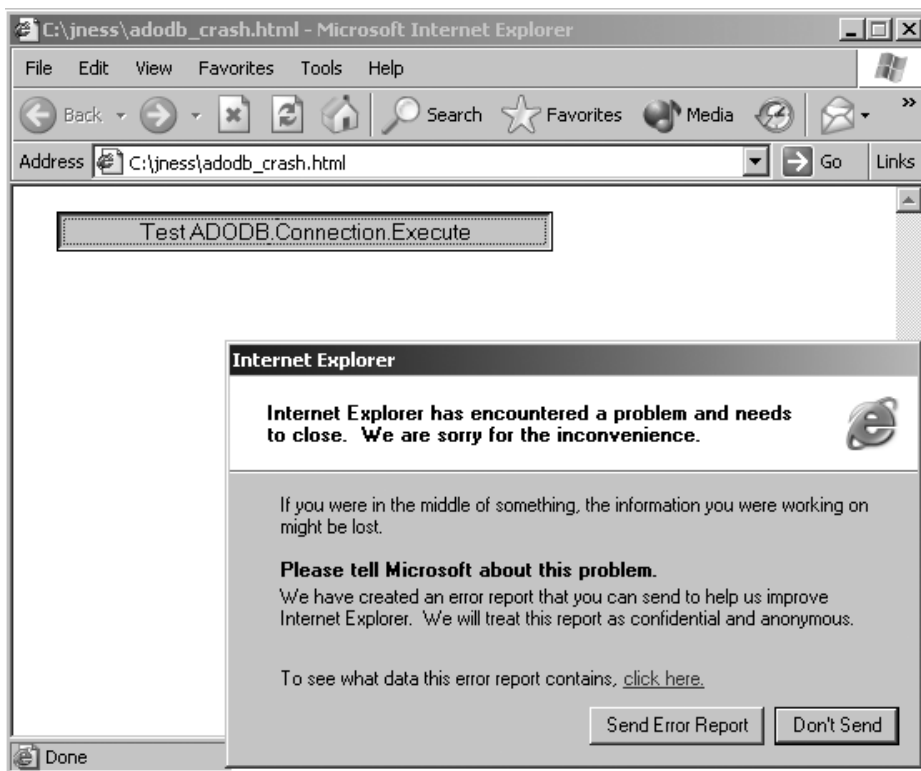 C:\jness\adodb_crash.html - Microsoft Internet Explorer
File Edit View Favorites Tools Help
Back Search Favorites Media »
Address C:\jness\adodb_crash.html Go Links
Test ADODB.Connection.Execute
Internet Explorer
Internet Explorer has encountered a problem and needs
to close. We are sorry for the inconvenience.
If you were in the middle of something, the information you were working on
might be lost.
Please tell Microsoft about this problem.
We have created an error report that you can send to help us improve
Internet Explorer. We will treat this report as confidential and anonymous.
To see what data this error report contains, click here.
Send Error Report Don't Send
Done